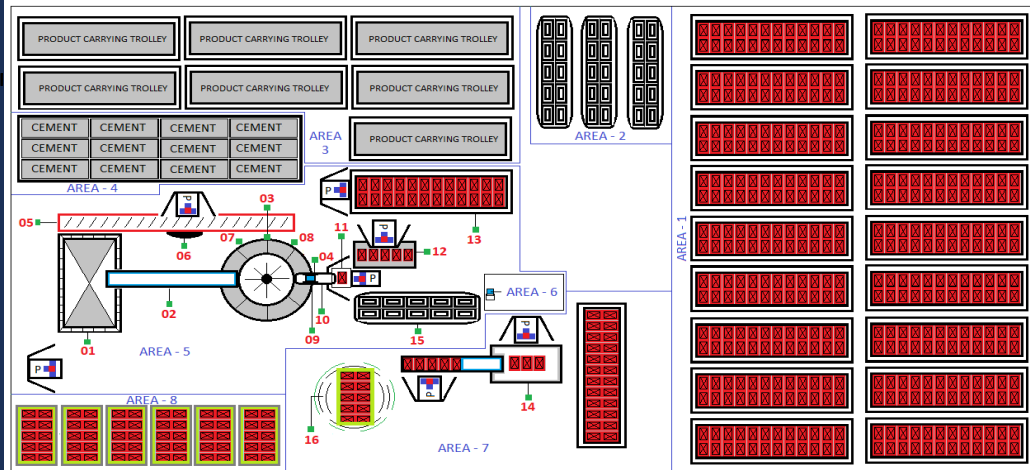 PRODUCT CARRYING TROLLEY
PRODUCT CARRYING TROLLEY
PRODUCT CARRYING TROLLEY
PRODUCT CARRYING TROLLEY
PRODUCT CARRYING TROLLEY
PRODUCT CARRYING TROLLEY
CEMENT CEMENT CEMENT CEMENT
CEMENT CEMENT CEMENT CEMENT
CEMENT CEMENT CEMENT CEMENT
AREA
3
PRODUCT CARRYING TROLLEY
AREA - 2
AREA - 4
AREA - 1
P
P
03
05
06
07
08
11
P
12
13
04
P
AREA - 6
02
10
09
15
01
AREA - 5
P
P
P
AREA - 8
14
16
AREA - 7